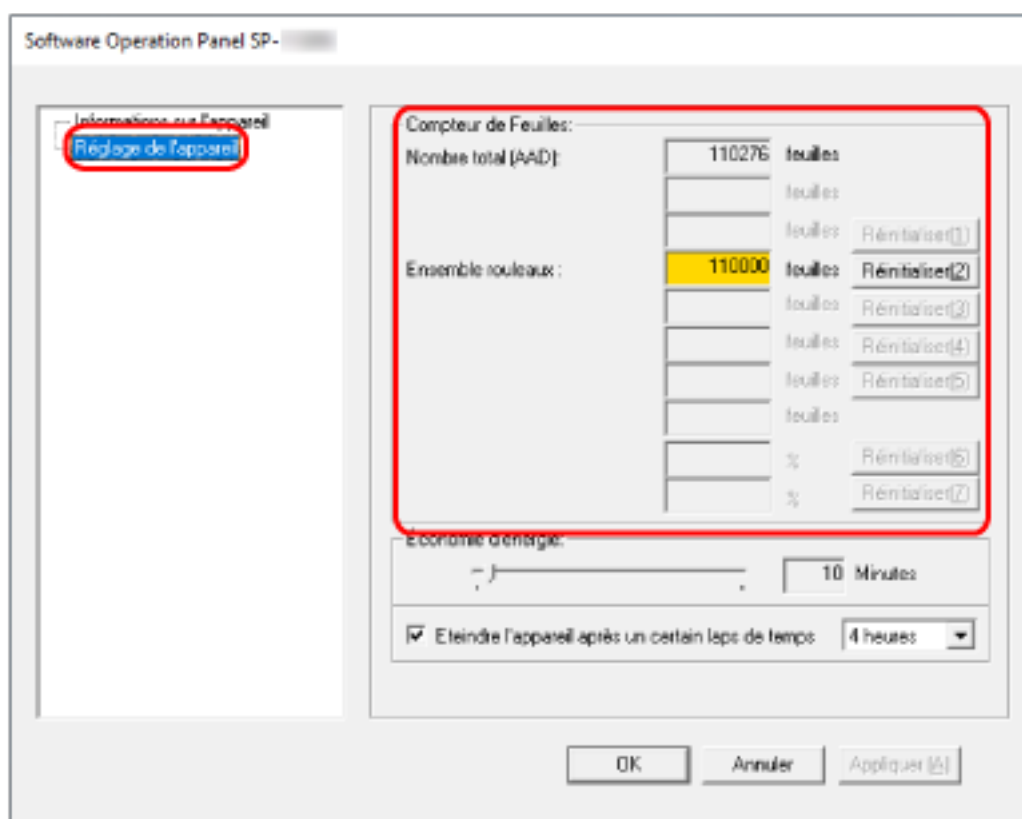 Software Operation Panel SP-
Informations sur l'appareil
Réglage de l'appareil
Compteur de Feuilles:
Nombre total (AAD): 110276 feuilles
feuilles
feuilles Réinitialiser(1)
Ensemble rouleaux : 110000 feuilles Réinitialiser(2)
feuilles Réinitialiser(3)
feuilles Réinitialiser(4)
feuilles Réinitialiser(5)
feuilles
% Réinitialiser(6)
% Réinitialiser(7)
Économie d'énergie:
10 Minutes
Eteindre l'appareil après un certain laps de temps 4 heures
OK Annuler Appliquer (A)